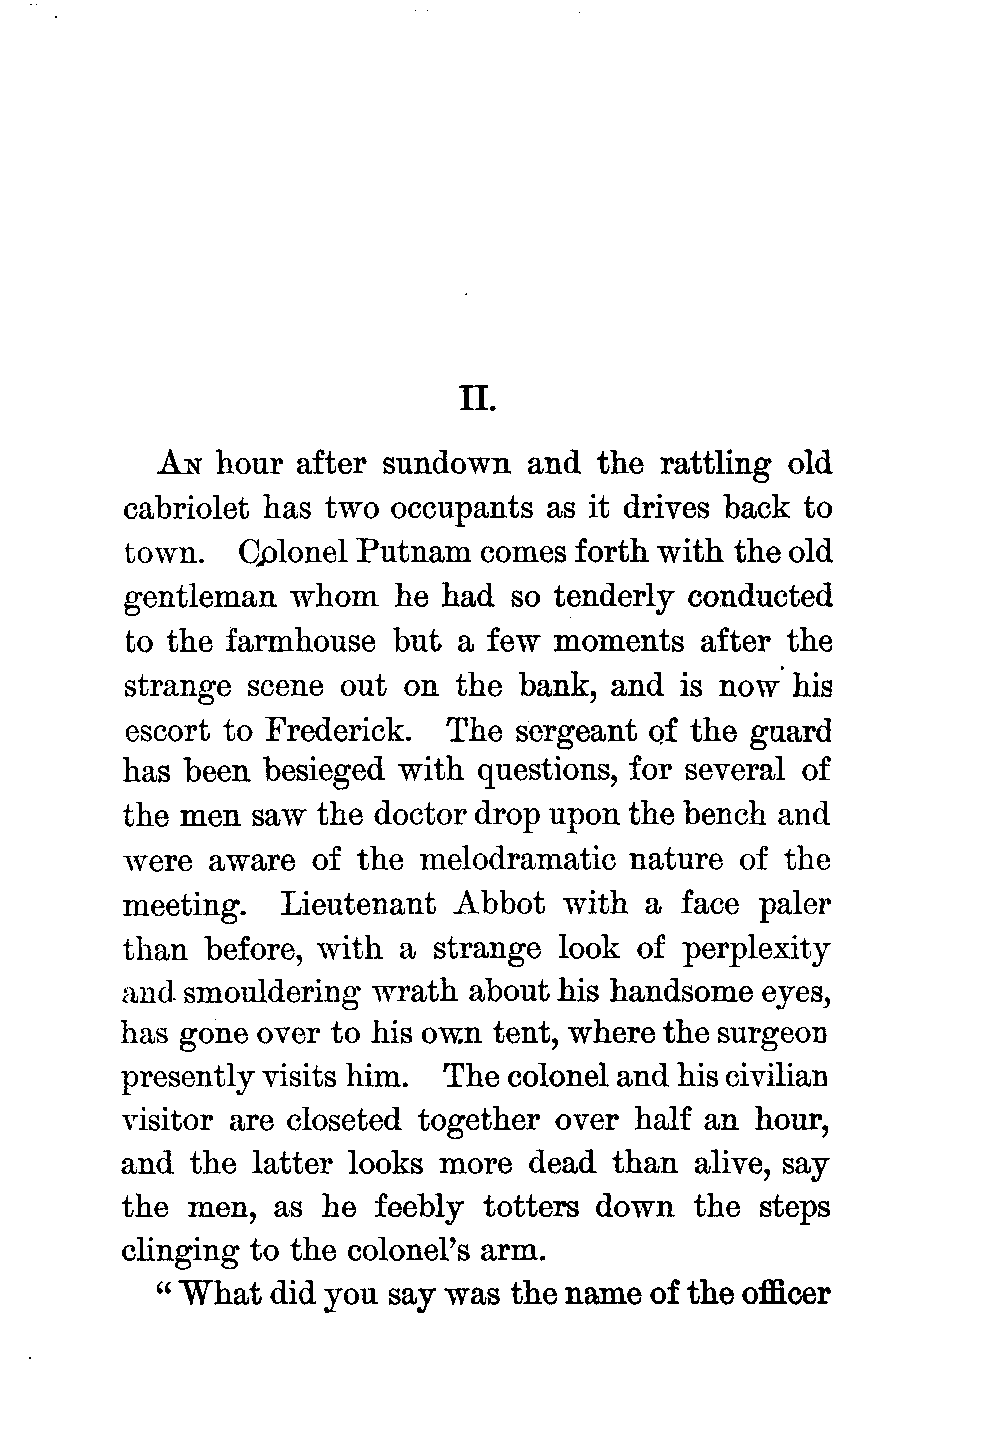 II.
An hour after sundown and the rattling old
cabriolet has two occupants as it drives back to
town. Colonel Putnam comes forth with the old
gentleman whom he had so tenderly conducted
to the farmhouse but a few moments after the
strange scene out on the bank, and is now his
escort to Frederick. The sergeant of the guard
has been besieged with questions, for several of
the men saw the doctor drop upon the bench and
were aware of the melodramatic nature of the
meeting. Lieutenant Abbot with a face paler
than before, with a strange look of perplexity
and smouldering wrath about his handsome eyes,
has gone over to his own tent, where the surgeon
presently visits him. The colonel and his civilian
visitor are closeted together over half an hour,
and the latter looks more dead than alive, say
the men, as he feebly totters down the steps
clinging to the colonel's arm.
"What did you say was the name of the officer